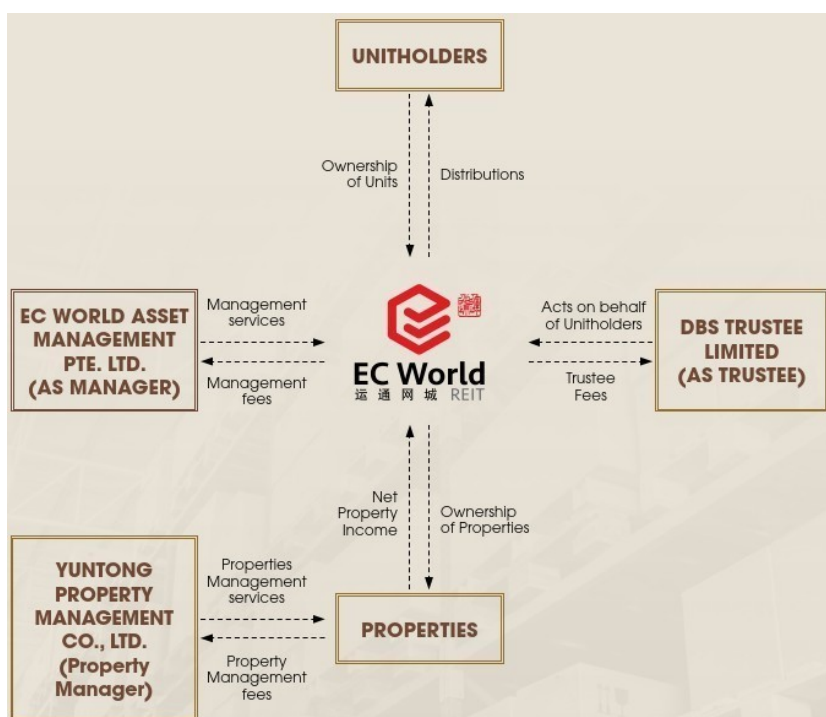 UNITHOLDERS
Ownership
of Units
Distributions
EC WORLD ASSET
MANAGEMENT
PTE. LTD.
(AS MANAGER)
Management
services
Management
fees
EC World
运通网城 REIT
Acts on behalf
of Unitholders
Trustee
Fees
DBS TRUSTEE
LIMITED
(AS TRUSTEE)
Net
Property
Income
Ownership
of Properties
YUNTONG
PROPERTY
MANAGEMENT
CO., LTD.
(Property
Manager)
Properties
Management
services
Property
Management
fees
PROPERTIES